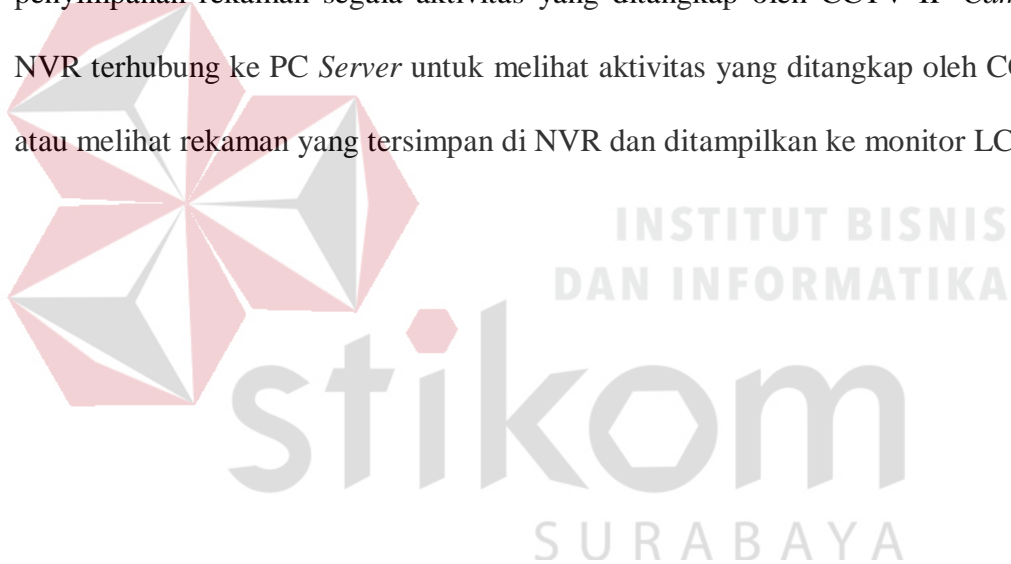 penyimpanan rekaman segala aktivitas yang ditangkap oleh CCTV IP
NVR terhubung ke PC Server untuk melihat aktivitas yang ditangkap oleh
atau melihat rekaman yang tersimpan di NVR dan ditampilkan ke monitor
INSTITUT BISNIS
DAN INFORMATIKA
stikom
SURABAYA